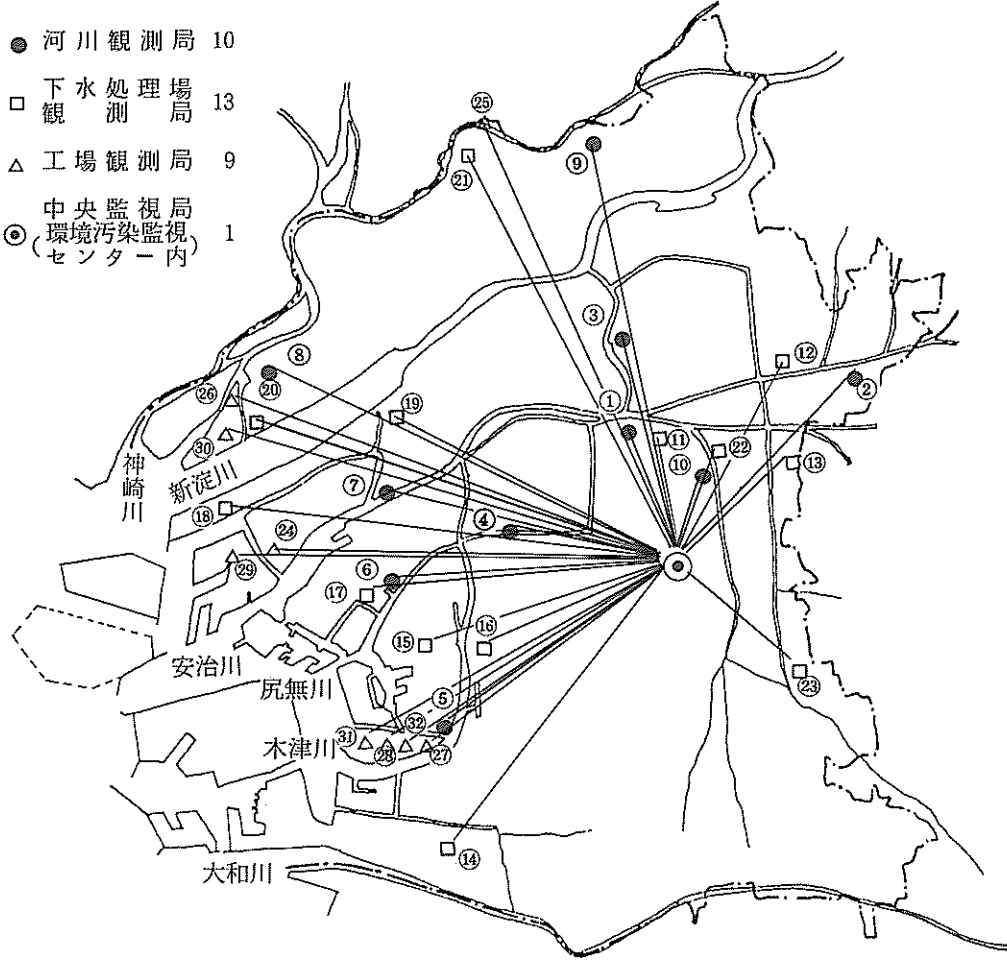 ● 河川観測局 10
□ 下水処理場
観測局 13
△ 工場観測局 9
中央監視局
◎ (環境汚染監視 1
センター内)
㉕
㉑
⑨
③
⑫
②
⑧
⑳
㉖
⑲
①
⑪
㉒
⑩
⑬
㉚
神崎川
新淀川
⑦
⑱
④
㉔
㉙
⑥
⑰
⑮
⑯
安治川
尻無川
㉓
⑤
木津川
㉛
㉜
㉘
㉗
⑭
大和川